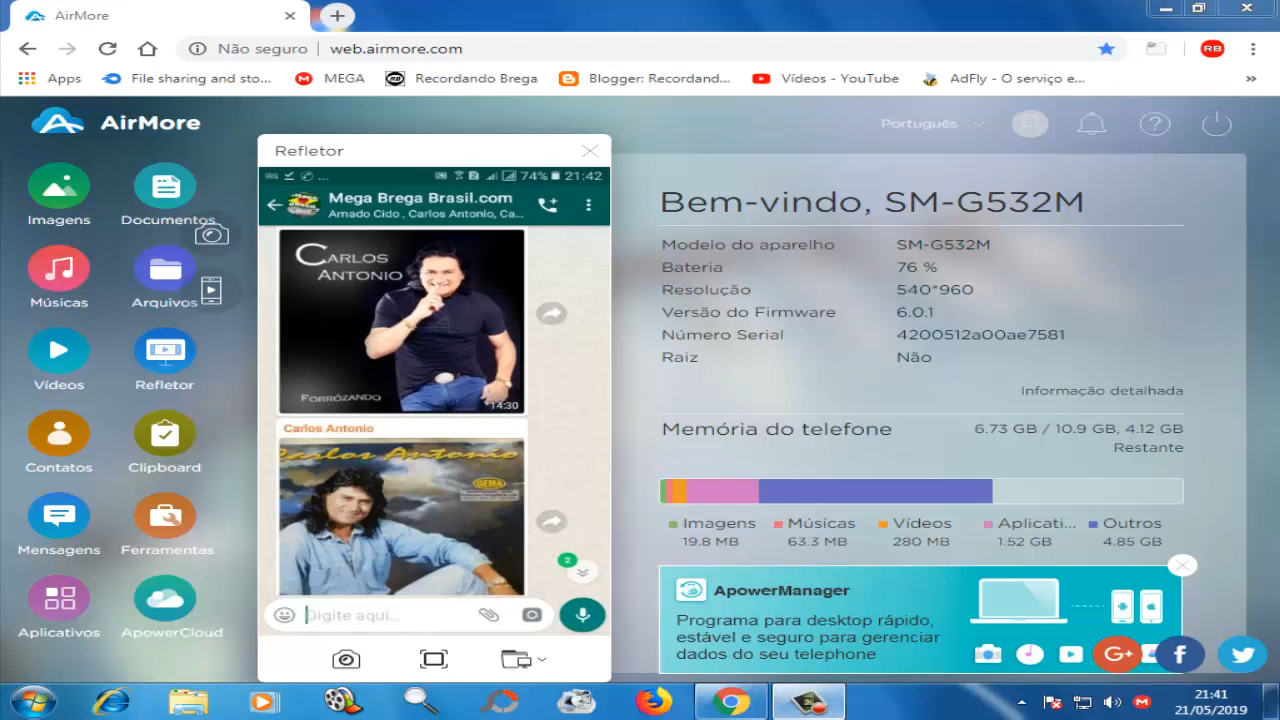 AirMore
Não seguro
web.airmore.com
RB
Apps
File sharing and sto...
MEGA
Recordando Brega
Blogger: Recordand...
Vídeos - YouTube
AdFly - O serviço e...
AirMore
Português
Imagens
Documentos
Músicas
Arquivos
Vídeos
Refletor
Contatos
Clipboard
Mensagens
Ferramentas
Aplicativos
ApowerCloud
Refletor
74% 21:42
Mega Brega Brasil.com
Amado Cido , Carlos Antonio, Ca...
CARLOS
ANTONIO
FORRÓZANDO
14:30
Carlos Antonio
Carlos Antonio
GEMA
2
Digite aqui...
Bem-vindo, SM-G532M
Modelo do aparelho SM-G532M
Bateria 76 %
Resolução 540*960
Versão do Firmware 6.0.1
Número Serial 4200512a00ae7581
Raiz Não
Informação detalhada
Memória do telefone 6.73 GB / 10.9 GB, 4.12 GB
Restante
Imagens Músicas Vídeos Aplicati... Outros
19.8 MB 63.3 MB 280 MB 1.52 GB 4.85 GB
ApowerManager
Programa para desktop rápido,
estável e seguro para gerenciar
dados do seu telephone
G+
21:41
21/05/2019